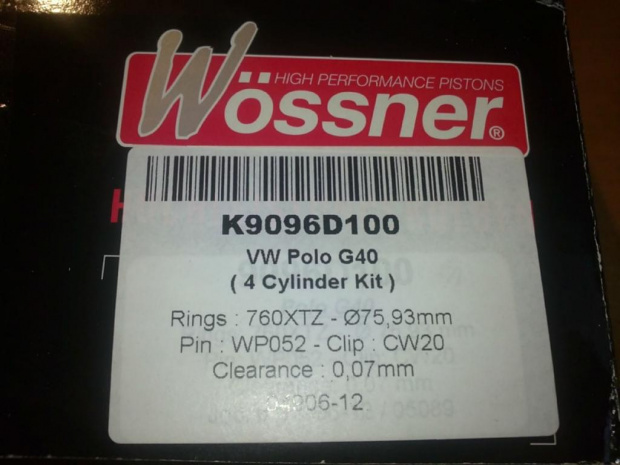 HIGH PERFORMANCE PISTONS
Wössner®
K9096D100
VW Polo G40
( 4 Cylinder Kit )
Rings : 760XTZ - Ø75,93mm
Pin : WP052 - Clip : CW20
Clearance : 0,07mm